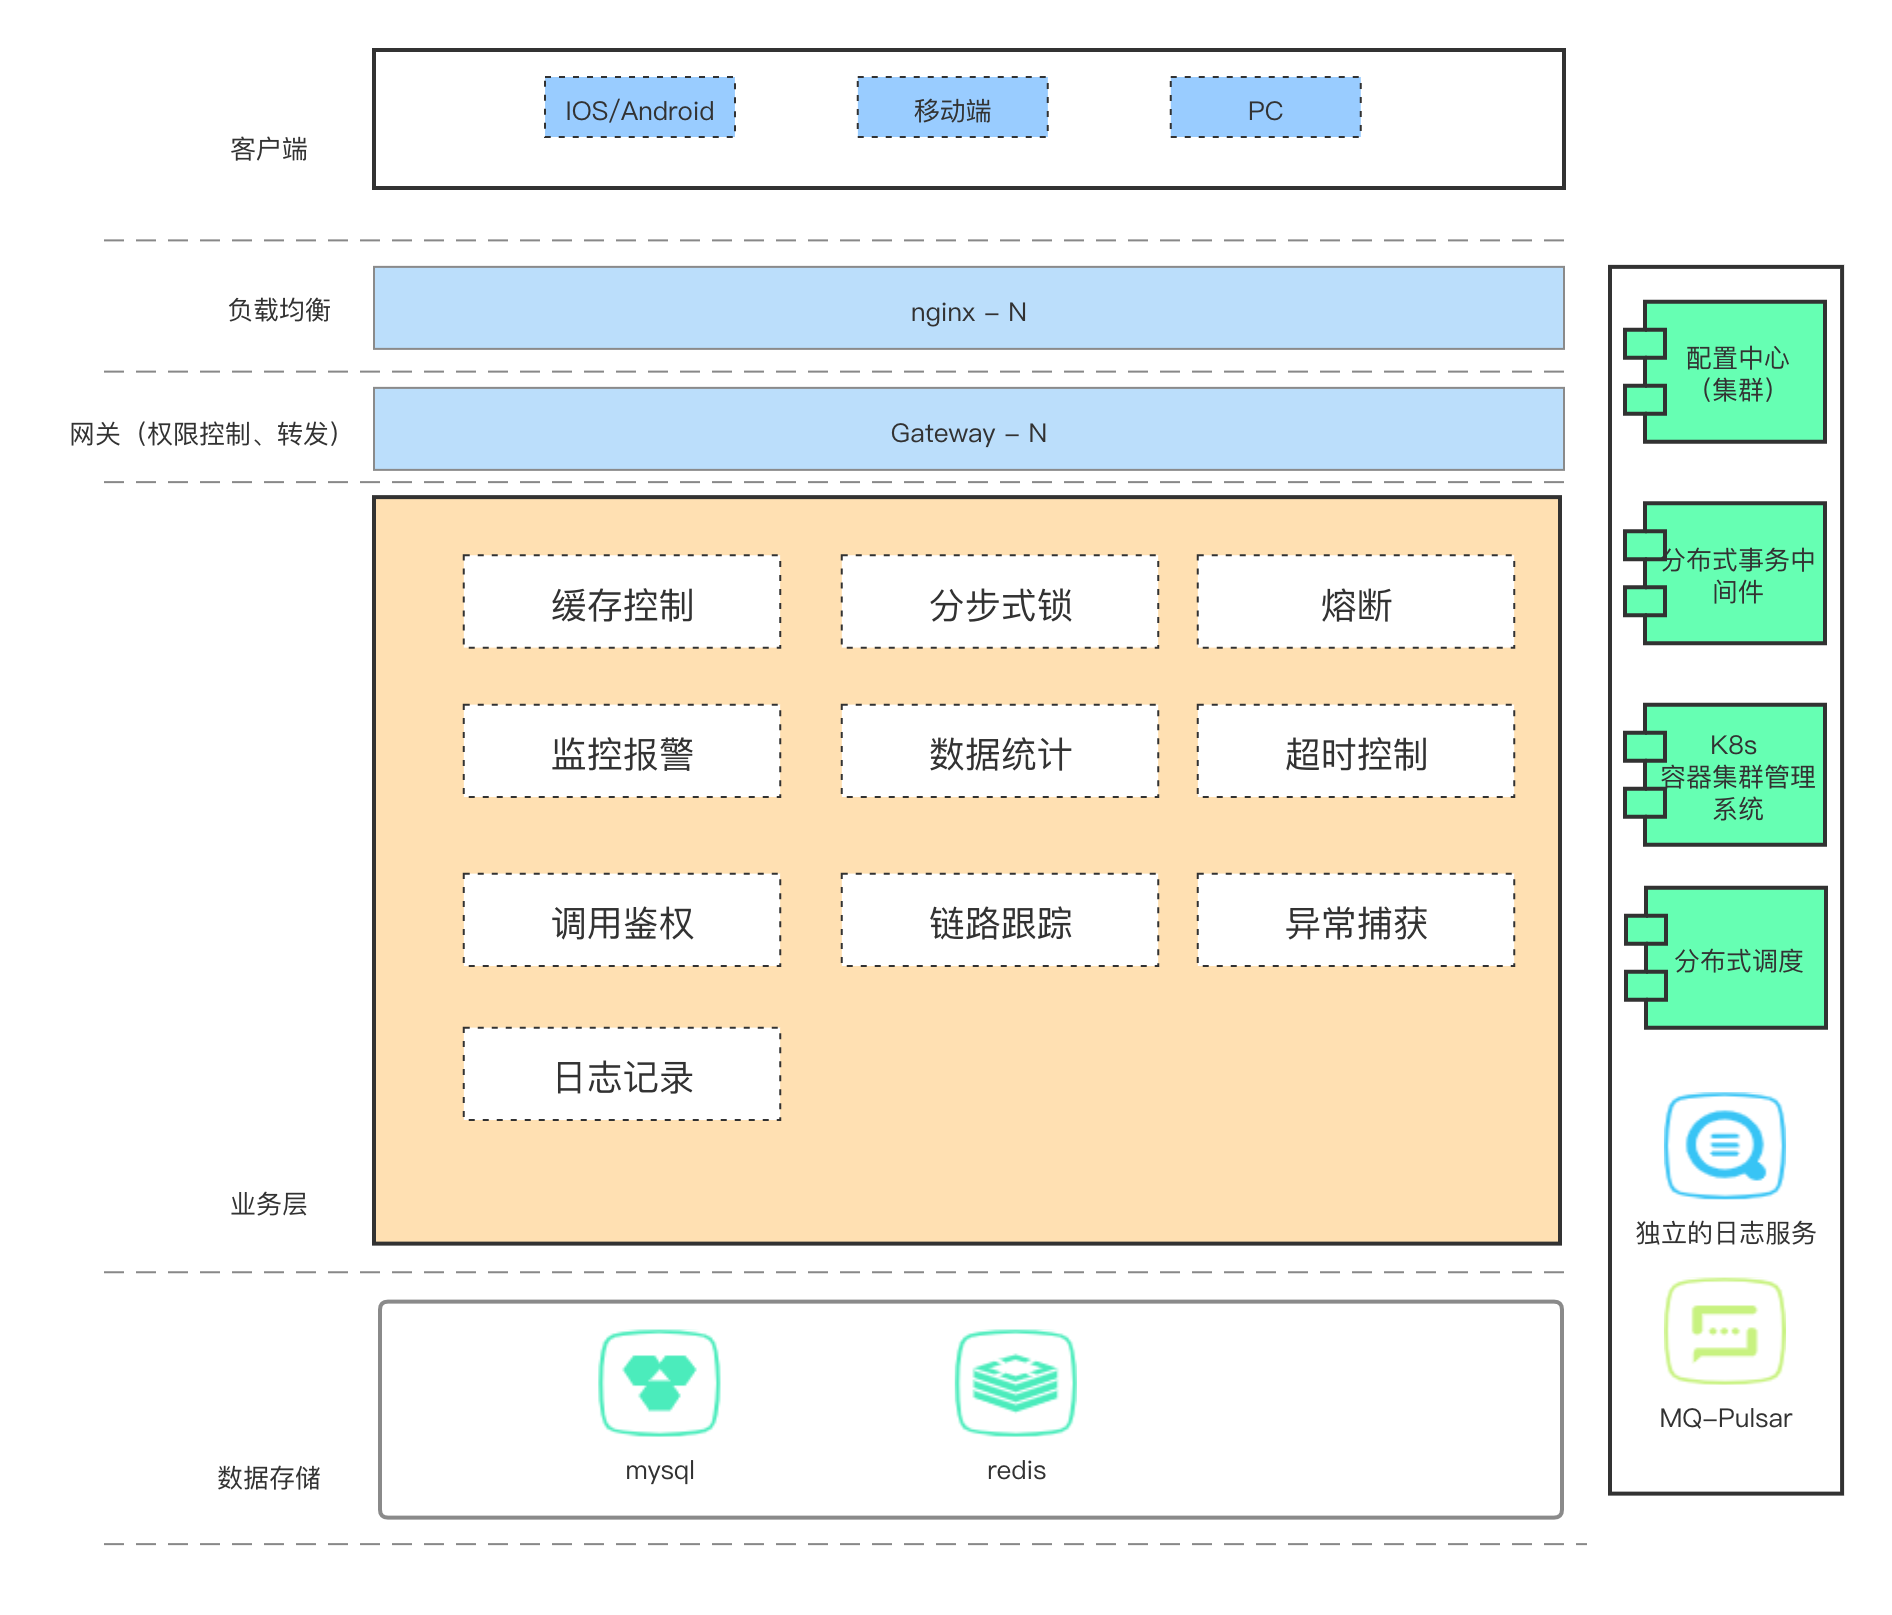 客户端
IOS/Android
移动端
PC
负载均衡
nginx – N
网关（权限控制、转发）
Gateway – N
业务层
缓存控制
分步式锁
熔断
监控报警
数据统计
超时控制
调用鉴权
链路跟踪
异常捕获
日志记录
数据存储
mysql
redis
配置中心
（集群）
分布式事务中
间件
K8s
容器集群管理
系统
分布式调度
独立的日志服务
MQ-Pulsar